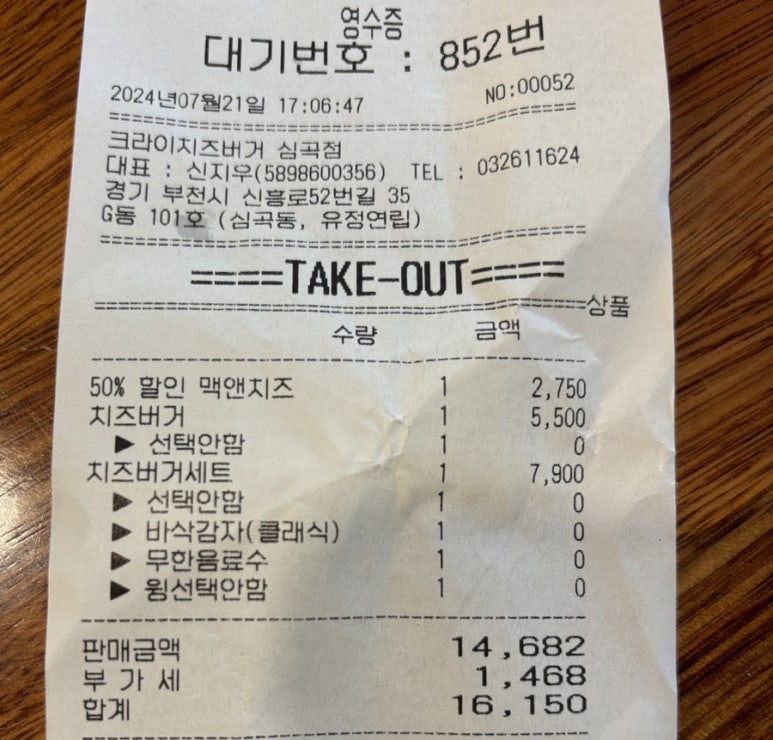 영수증
대기번호 : 852번
2024년07월21일 17:06:47 NO:00052
크라이치즈버거 심곡점
대표 : 신지우(5898600356) TEL : 032611624
경기 부천시 신흥로52번길 35
G동 101호 (심곡동, 유정연립)
====TAKE-OUT====
상품
수량 금액
50% 할인 맥앤치즈 1 2,750
치즈버거 1 5,500
▶ 선택안함 1 0
치즈버거세트 1 7,900
▶ 선택안함 1 0
▶ 바삭감자(클래식) 1 0
▶ 무한음료수 1 0
▶ 윙선택안함 1 0
판매금액 14,682
부 가 세 1,468
합계 16,150